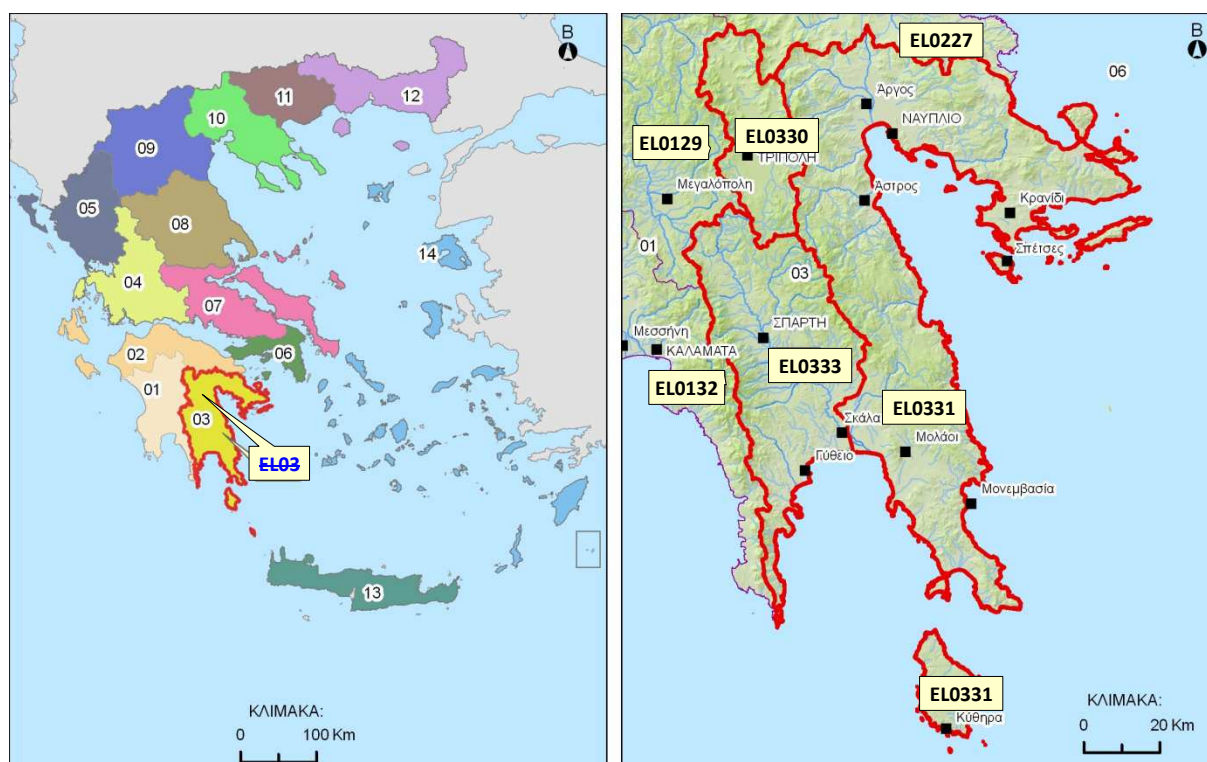 B
11
12
10
09
05
08
14
04
07
06
02
01
03
EL03
13
ΚΛΙΜΑΚΑ:
0 100 Km
B
EL0227
06
Άργος
ΝΑΥΠΛΙΟ
EL0129
EL0330
ΤΡΙΠΟΛΗ
Μεγαλόπολη
Άστρος
Κρανίδι
01
Σπέτσες
03
Μεσσήνη
ΣΠΑΡΤΗ
ΚΑΛΑΜΑΤΑ
EL0333
EL0132
EL0331
Σκάλα
Μολάοι
Γύθειο
Μονεμβασία
EL0331
Κύθηρα
ΚΛΙΜΑΚΑ:
0 20 Km